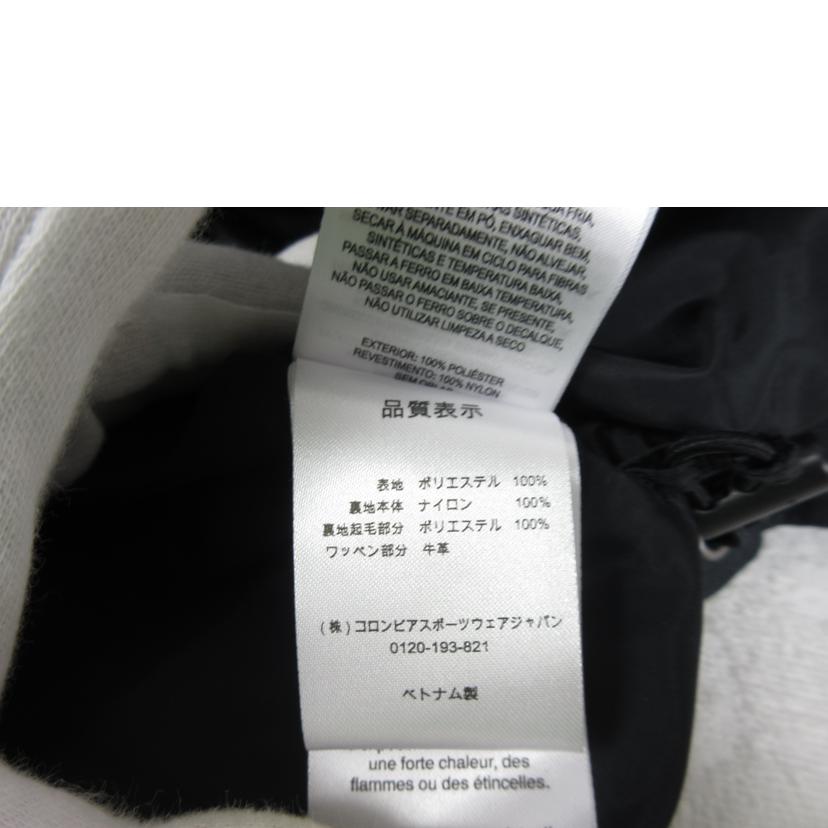 SINTÉTICAS,
EM PÓ, ENXAGUAR BEM,
SEPARADAMENTE, NÃO ALVEJAR,
SECAR À MÁQUINA EM CICLO PARA FIBRAS
SINTÉTICAS E TEMPERATURA BAIXA,
PASSAR A FERRO EM BAIXA TEMPERATURA,
NÃO USAR AMACIANTE, SE PRESENTE,
NÃO PASSAR O FERRO SOBRE O DECALQUE,
NÃO UTILIZAR LIMPEZA A SECO
EXTERIOR: 100% POLIÉSTER
REVESTIMENTO: 100% NYLON
品質表示
表地 ポリエステル 100%
裏地本体 ナイロン 100%
裏地起毛部分 ポリエステル 100%
ワッペン部分 牛革
(株)コロンビアスポーツウェアジャパン
0120-193-821
ベトナム製
une forte chaleur, des
flammes ou des étincelles.